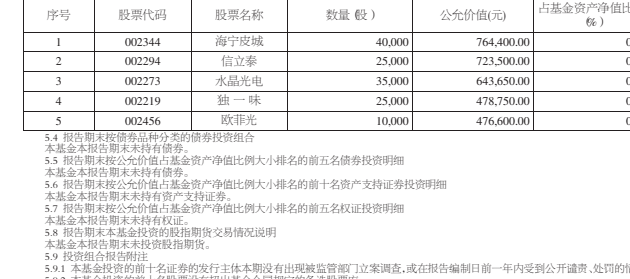 序号 股票代码 股票名称 数量(股) 公允价值(元) 占基金资产净值比
(%)
1 002344 海宁皮城 40,000 764,400.00
2 002294 信立泰 25,000 723,500.00
3 002273 水晶光电 35,000 643,650.00
4 002219 独一味 25,000 478,750.00
5 002456 欧菲光 10,000 476,600.00
5.4 报告期末按债券品种分类的债券投资组合
本基金本报告期末未持有债券。
5.5 报告期末按公允价值占基金资产净值比例大小排名的前五名债券投资明细
本基金本报告期末未持有债券。
5.6 报告期末按公允价值占基金资产净值比例大小排名的前十名资产支持证券投资明细
本基金本报告期末未持有资产支持证券。
5.7 报告期末按公允价值占基金资产净值比例大小排名的前五名权证投资明细
本基金本报告期末未持有权证。
5.8 报告期末本基金投资的股指期货交易情况说明
本基金本报告期末未投资股指期货。
5.9 投资组合报告附注
5.9.1 本基金投资的前十名证券的发行主体本期没有出现被监管部门立案调查,或在报告编制日前一年内受到公开谴责、处罚的